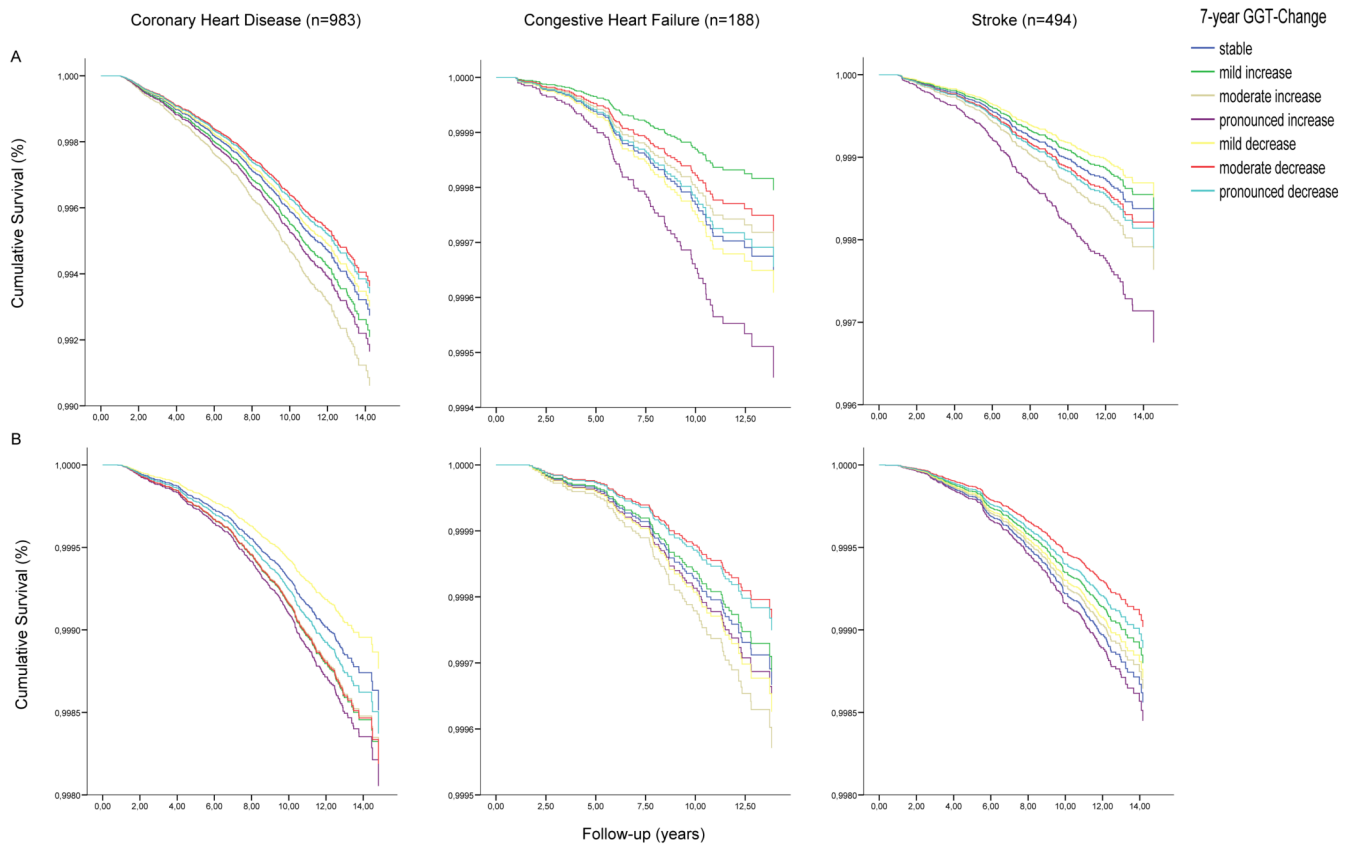 Coronary Heart Disease (n=983)
Congestive Heart Failure (n=188)
Stroke (n=494)
7-year GGT-Change
stable
mild increase
moderate increase
pronounced increase
mild decrease
moderate decrease
pronounced decrease
A
Cumulative Survival (%)
1,000
0,998
0,996
0,994
0,992
0,990
0,00 2,00 4,00 6,00 8,00 10,00 12,00 14,00
1,0000
0,9999
0,9998
0,9997
0,9996
0,9995
0,9994
0,00 2,50 5,00 7,50 10,00 12,50
1,000
0,999
0,998
0,997
0,996
0,00 2,00 4,00 6,00 8,00 10,00 12,00 14,00
B
Cumulative Survival (%)
1,0000
0,9995
0,9990
0,9985
0,9980
0,00 2,00 4,00 6,00 8,00 10,00 12,00 14,00
1,0000
0,9999
0,9998
0,9997
0,9996
0,9995
0,00 2,50 5,00 7,50 10,00 12,50
1,0000
0,9995
0,9990
0,9985
0,9980
0,00 2,00 4,00 6,00 8,00 10,00 12,00 14,00
Follow-up (years)